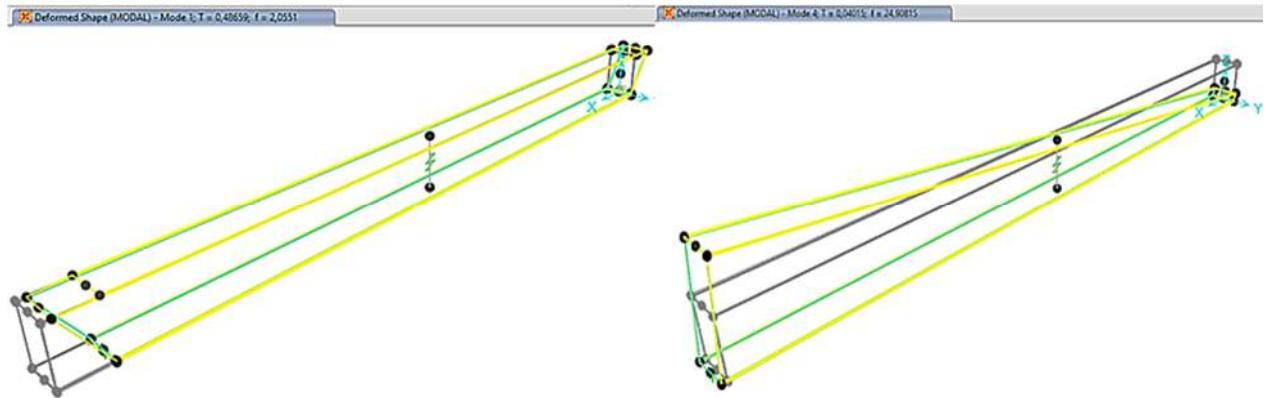 Deformed Shape (MODAL) - Mode 1; T = 0,48659; f = 2,0551
Deformed Shape (MODAL) - Mode 4; T = 0,04015; f = 24,90815
X
Z
X
Y